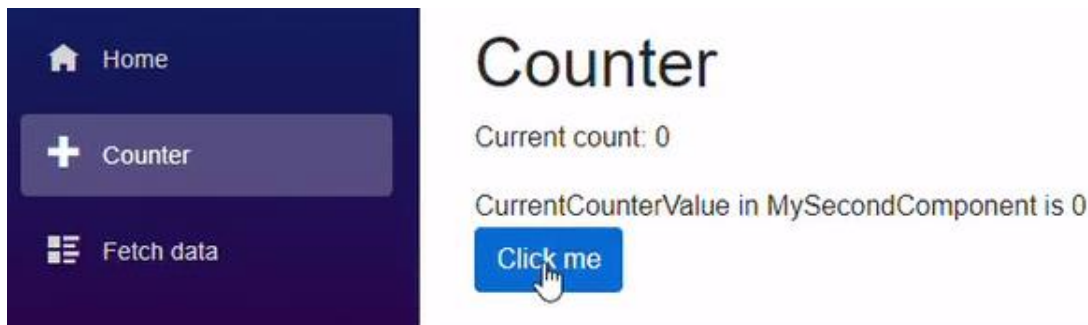 Home
Counter
Fetch data
Counter
Current count: 0
CurrentCounterValue in MySecondComponent is 0
Click me